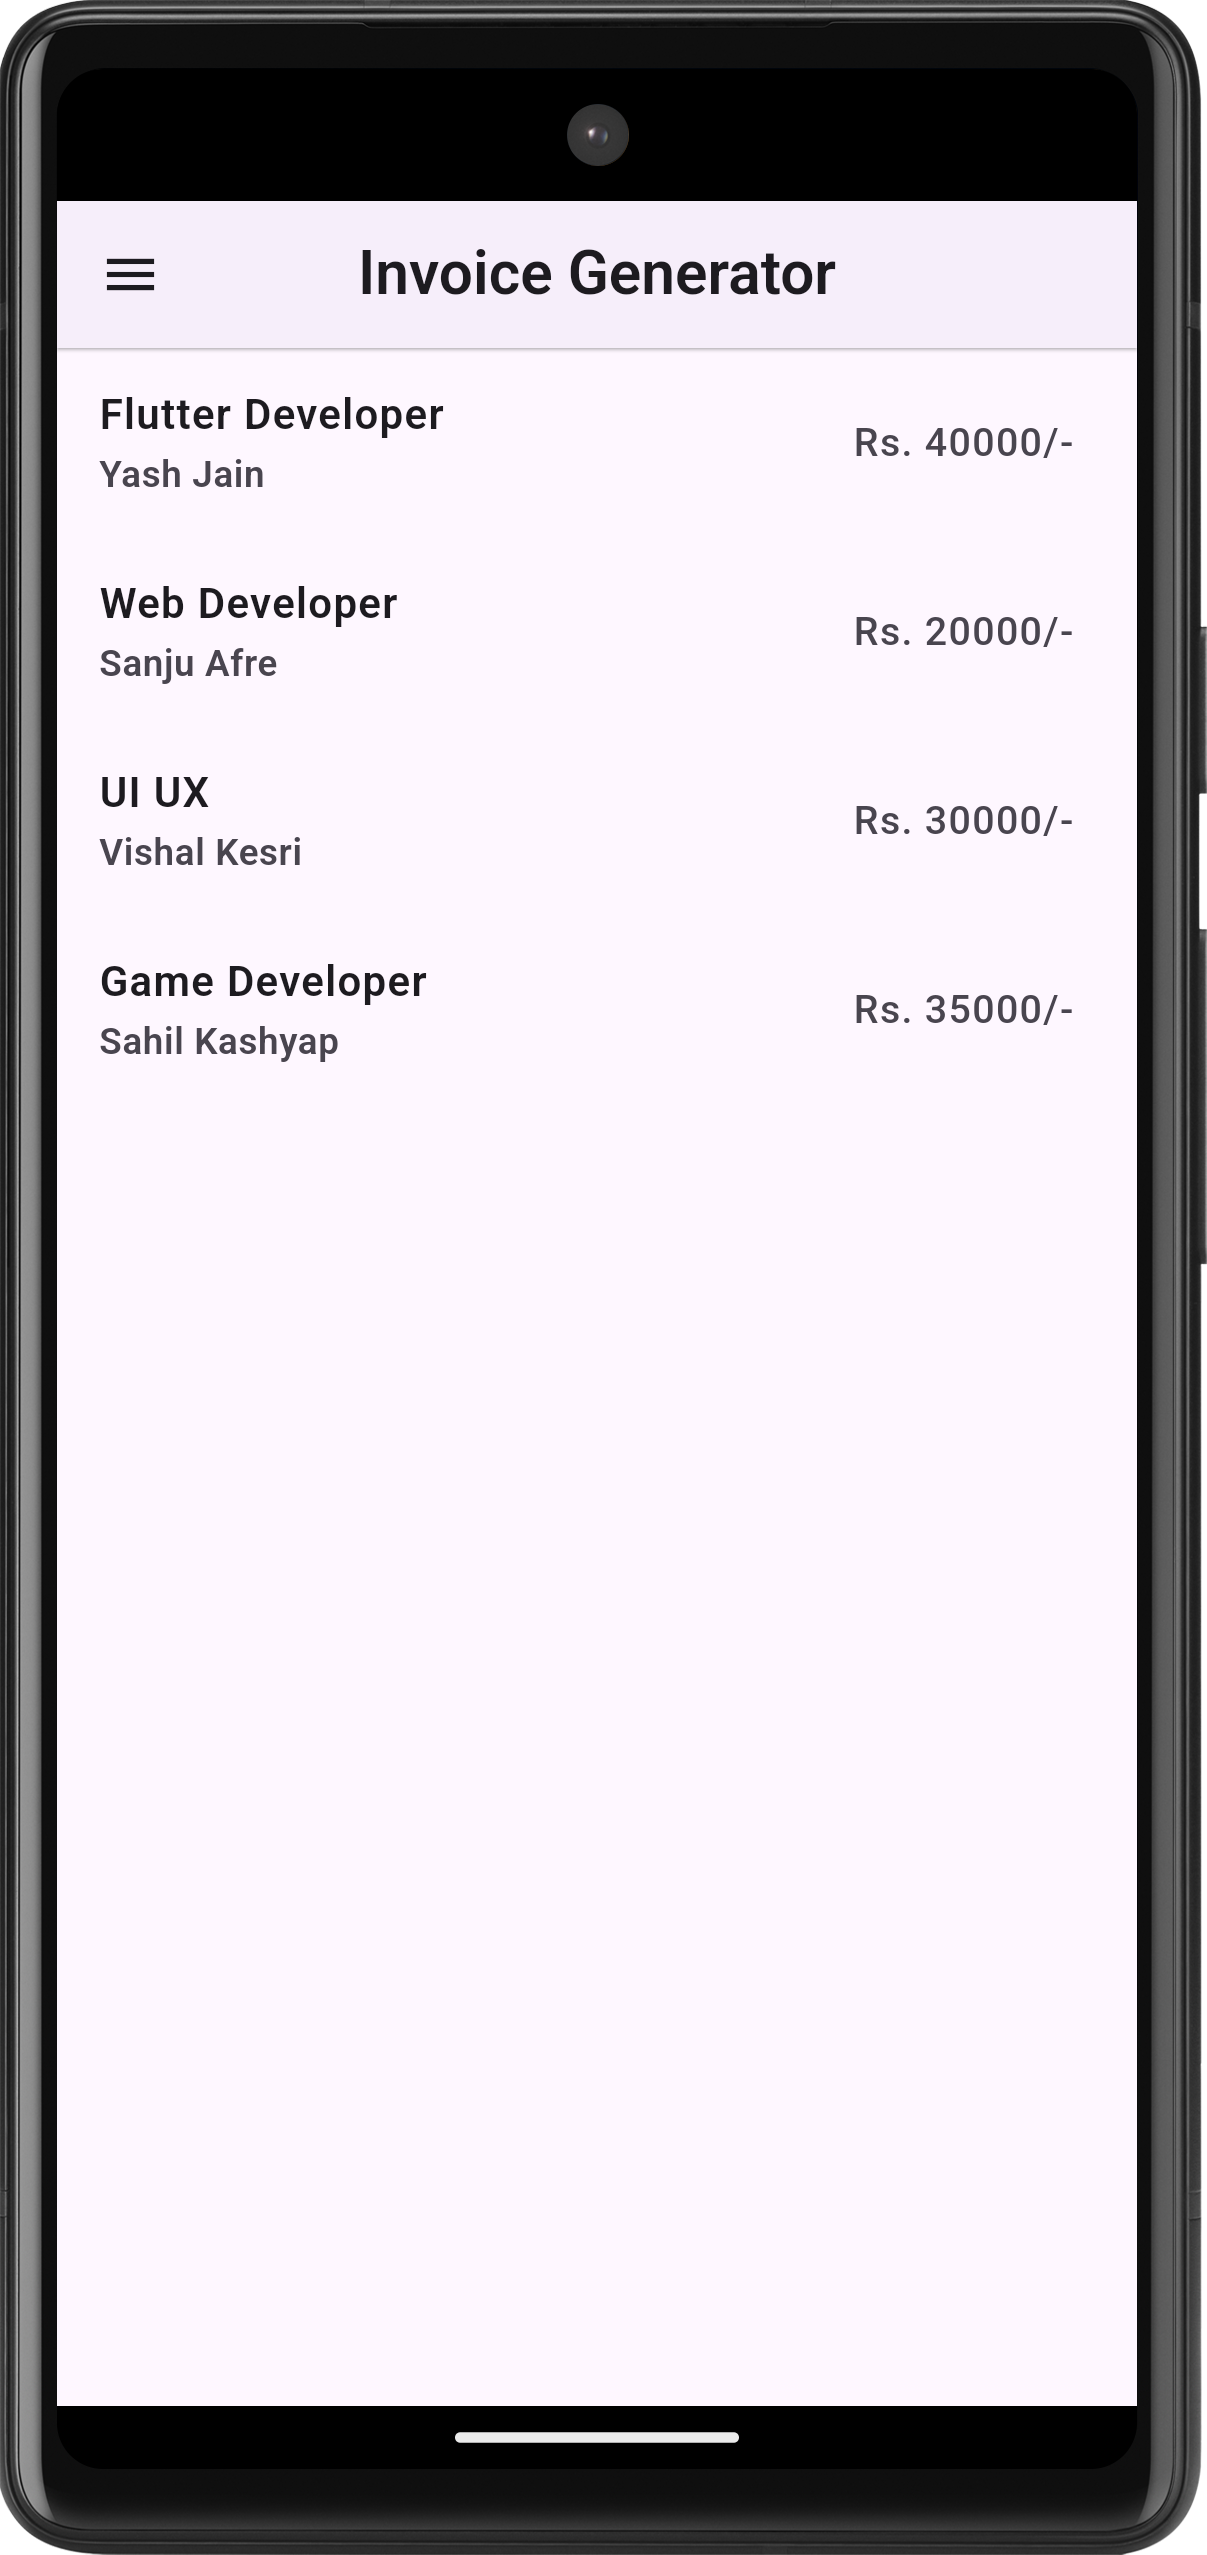 Invoice Generator
Flutter Developer
Yash Jain
Rs. 40000/-
Web Developer
Sanju Afre
Rs. 20000/-
UI UX
Vishal Kesri
Rs. 30000/-
Game Developer
Sahil Kashyap
Rs. 35000/-